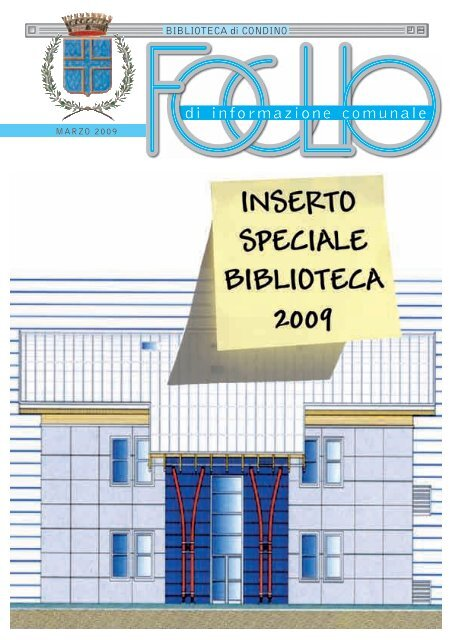 BIBLIOTECA di CONDINO
FOGLIO
di informazione comunale
MARZO 2009
INSERTO
SPECIALE
BIBLIOTECA
2009